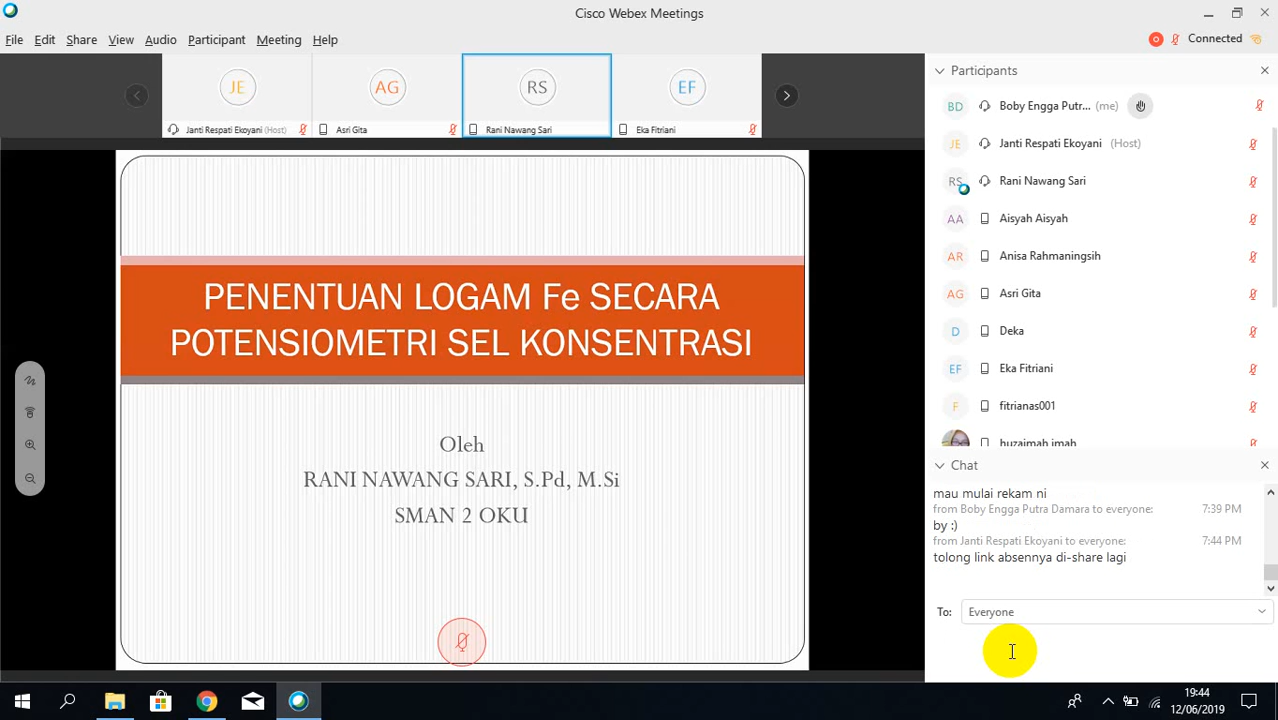 Cisco Webex Meetings
File Edit Share View Audio Participant Meeting Help
Connected
JE
Janti Respati Ekoyani (Host)
AG
Asri Gita
RS
Rani Nawang Sari
EF
Eka Fitriani
PENENTUAN LOGAM Fe SECARA
POTENSIOMETRI SEL KONSENTRASI
Oleh
RANI NAWANG SARI, S.Pd, M.Si
SMAN 2 OKU
Participants
BD Boby Engga Putr... (me)
JE Janti Respati Ekoyani (Host)
RS Rani Nawang Sari
AA Aisyah Aisyah
AR Anisa Rahmaningsih
AG Asri Gita
D Deka
EF Eka Fitriani
F fitrianas001
huzaimah imah
Chat
mau mulai rekam ni
from Boby Engga Putra Damara to everyone: 7:39 PM
by :)
from Janti Respati Ekoyani to everyone: 7:44 PM
tolong link absennya di-share lagi
To: Everyone
19:44
12/06/2019